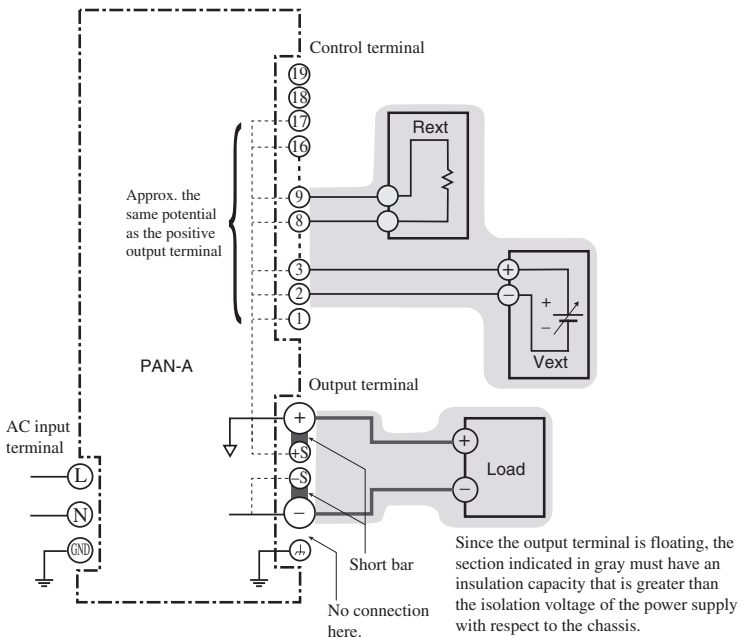 Control terminal
19
18
17
16
9
8
3
2
1
Rext
+
−
+
−
Vext
Approx. the
same potential
as the positive
output terminal
PAN-A
Output terminal
AC input
terminal
L
N
GND
+
+S
−S
−
+
−
Load
Short bar
No connection
here.
Since the output terminal is floating, the
section indicated in gray must have an
insulation capacity that is greater than
the isolation voltage of the power supply
with respect to the chassis.